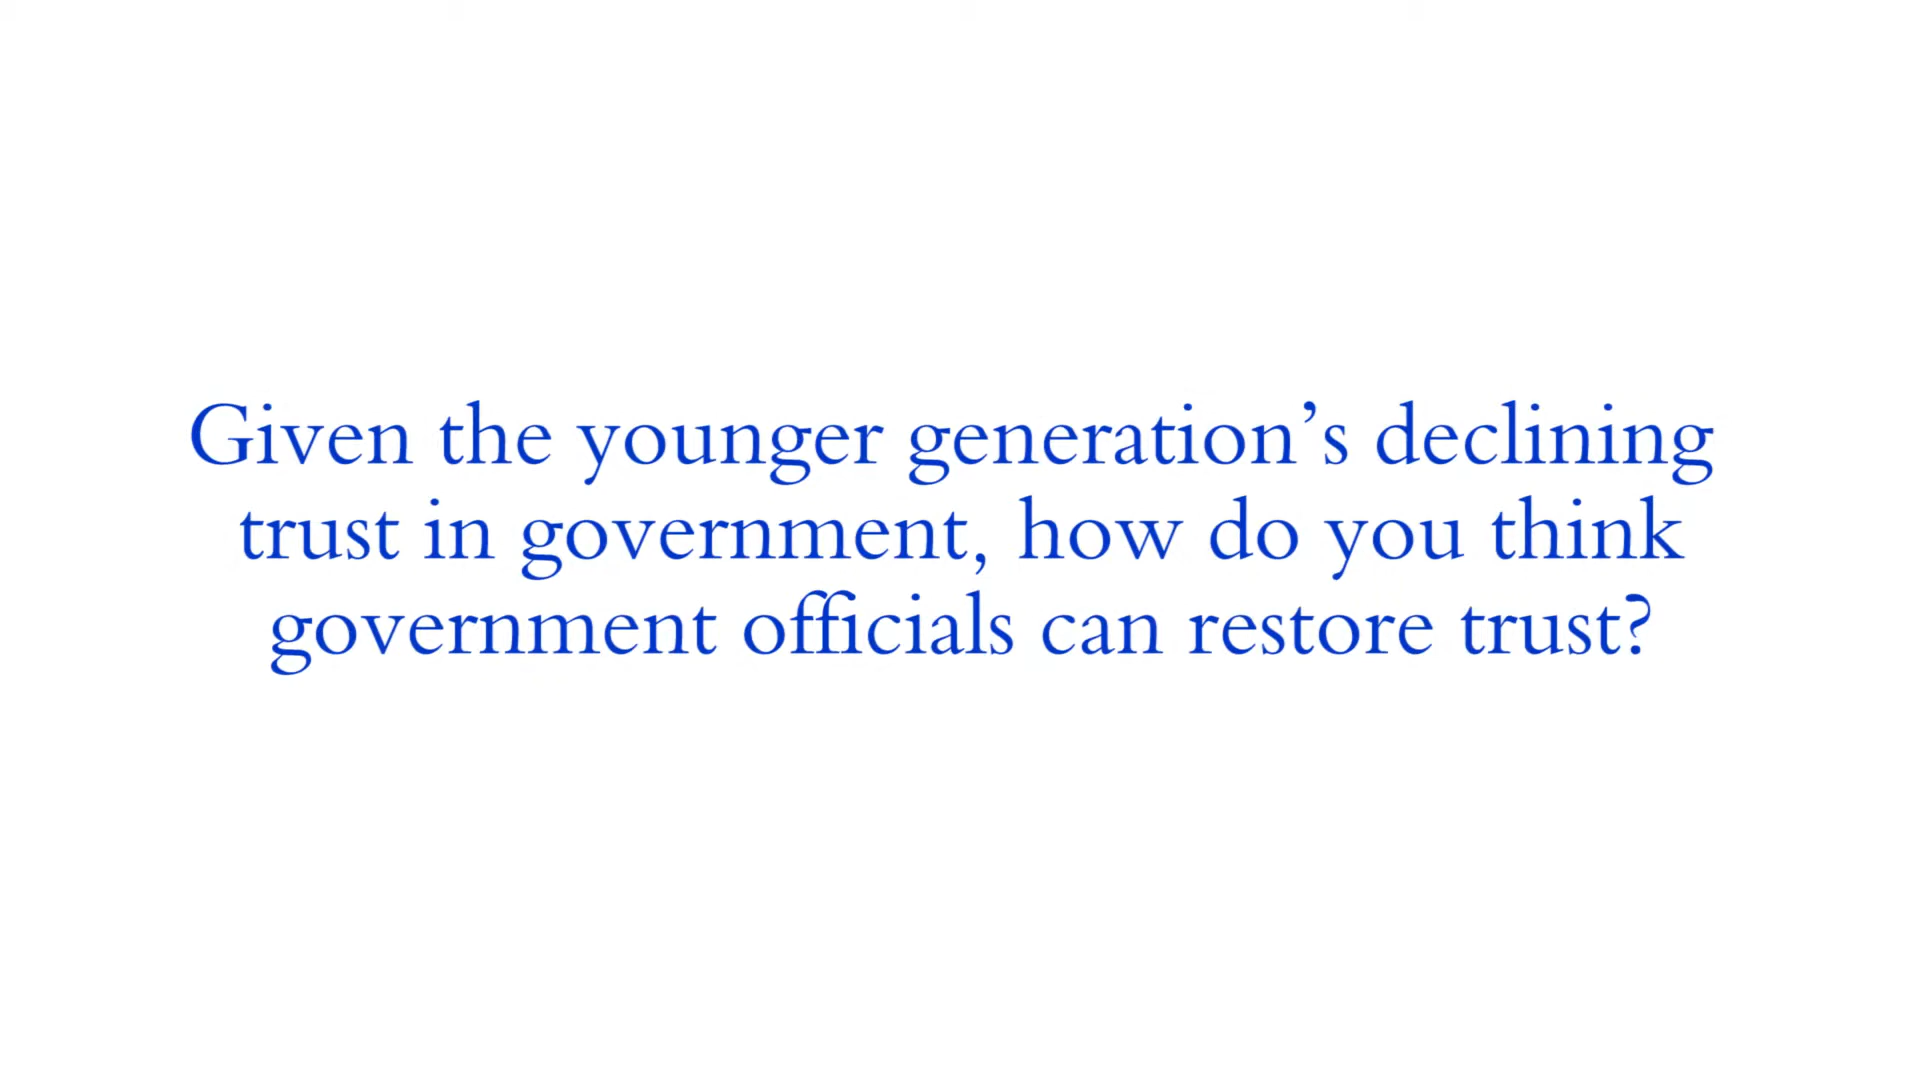 Given the younger generation’s declining
trust in government, how do you think
government officials can restore trust?